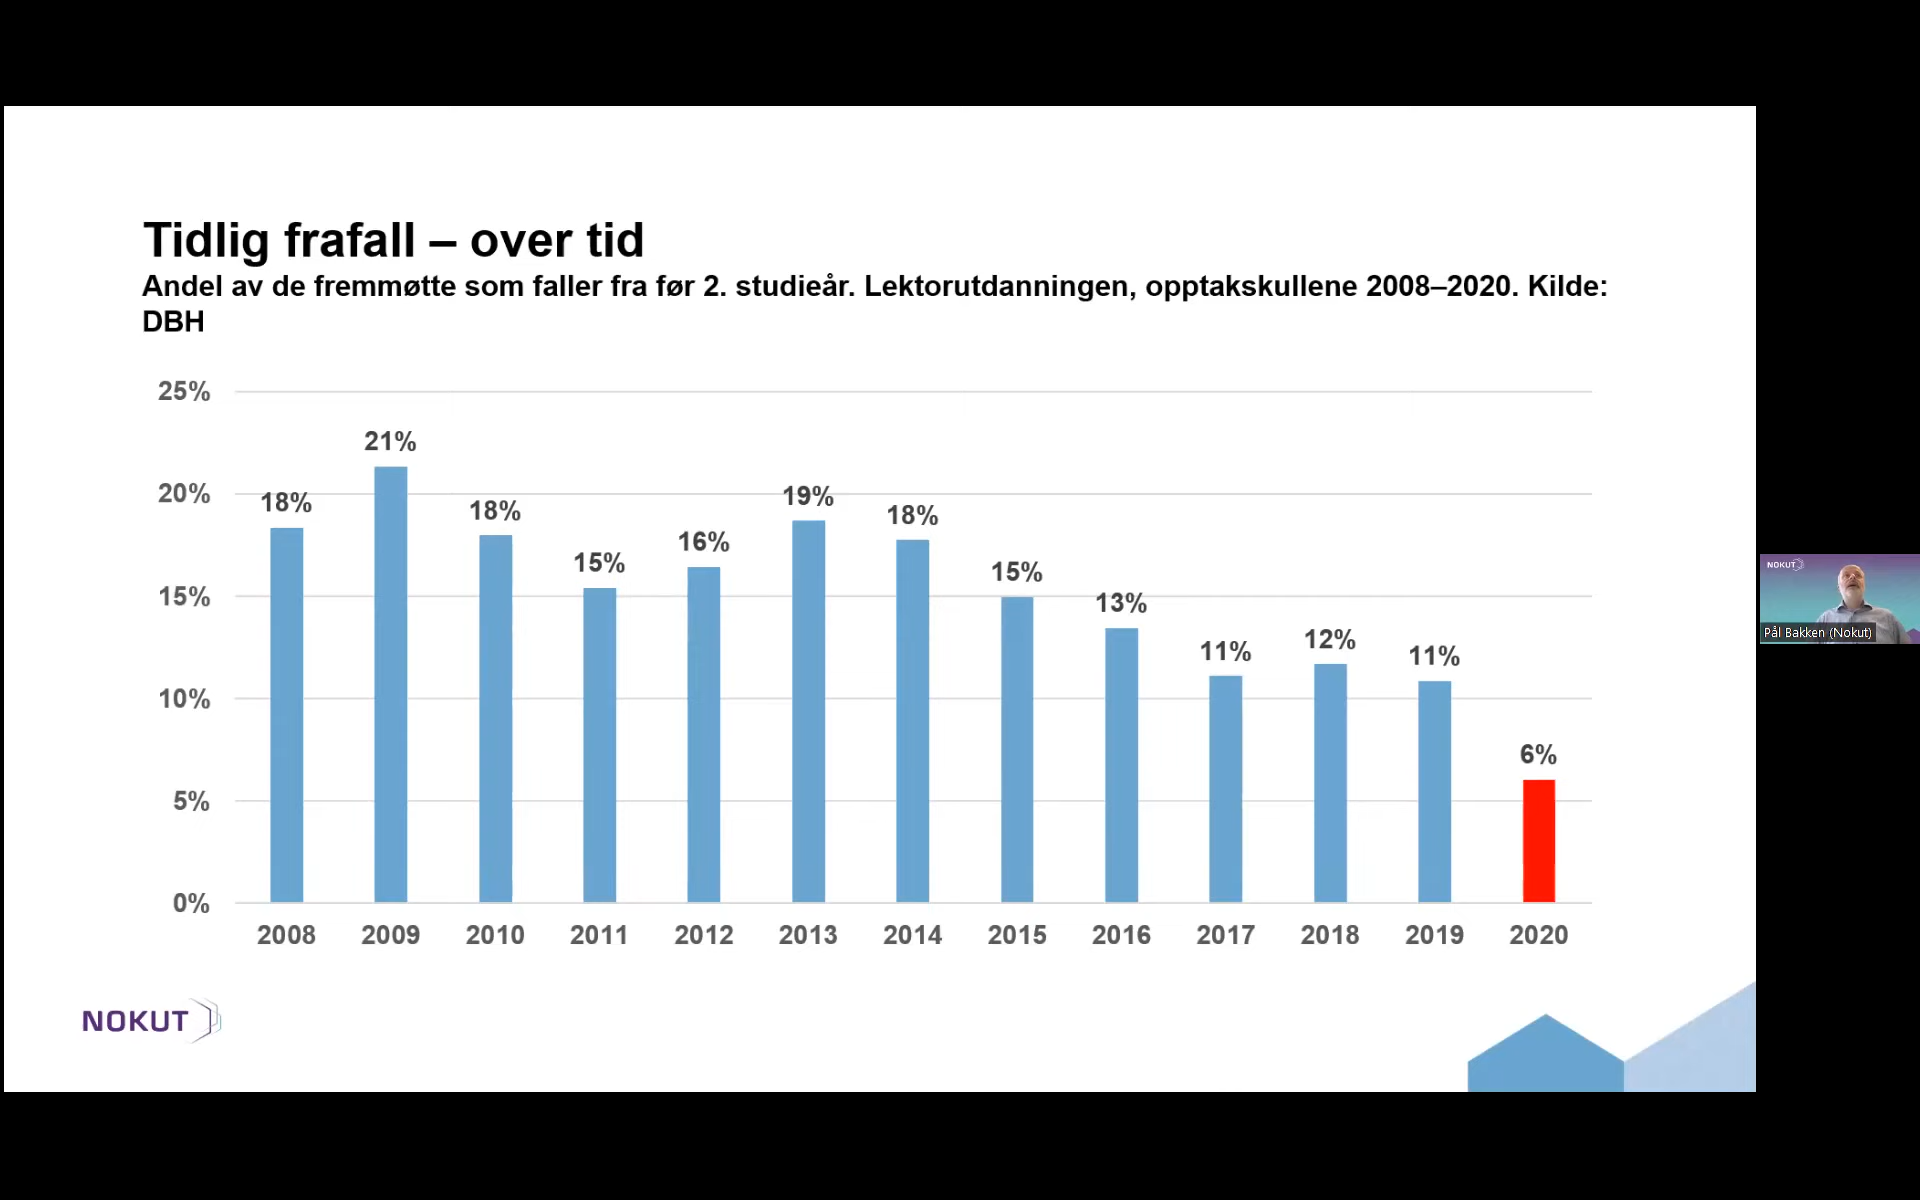 Tidlig frafall – over tid
Andel av de fremmøtte som faller fra før 2. studieår. Lektorutdanningen, opptakskullene 2008–2020. Kilde:
DBH
25%
20%
15%
10%
5%
0%
18%
21%
18%
15%
16%
19%
18%
15%
13%
11%
12%
11%
6%
2008 2009 2010 2011 2012 2013 2014 2015 2016 2017 2018 2019 2020
NOKUT
NOKUT
Pål Bakken (Nokut)